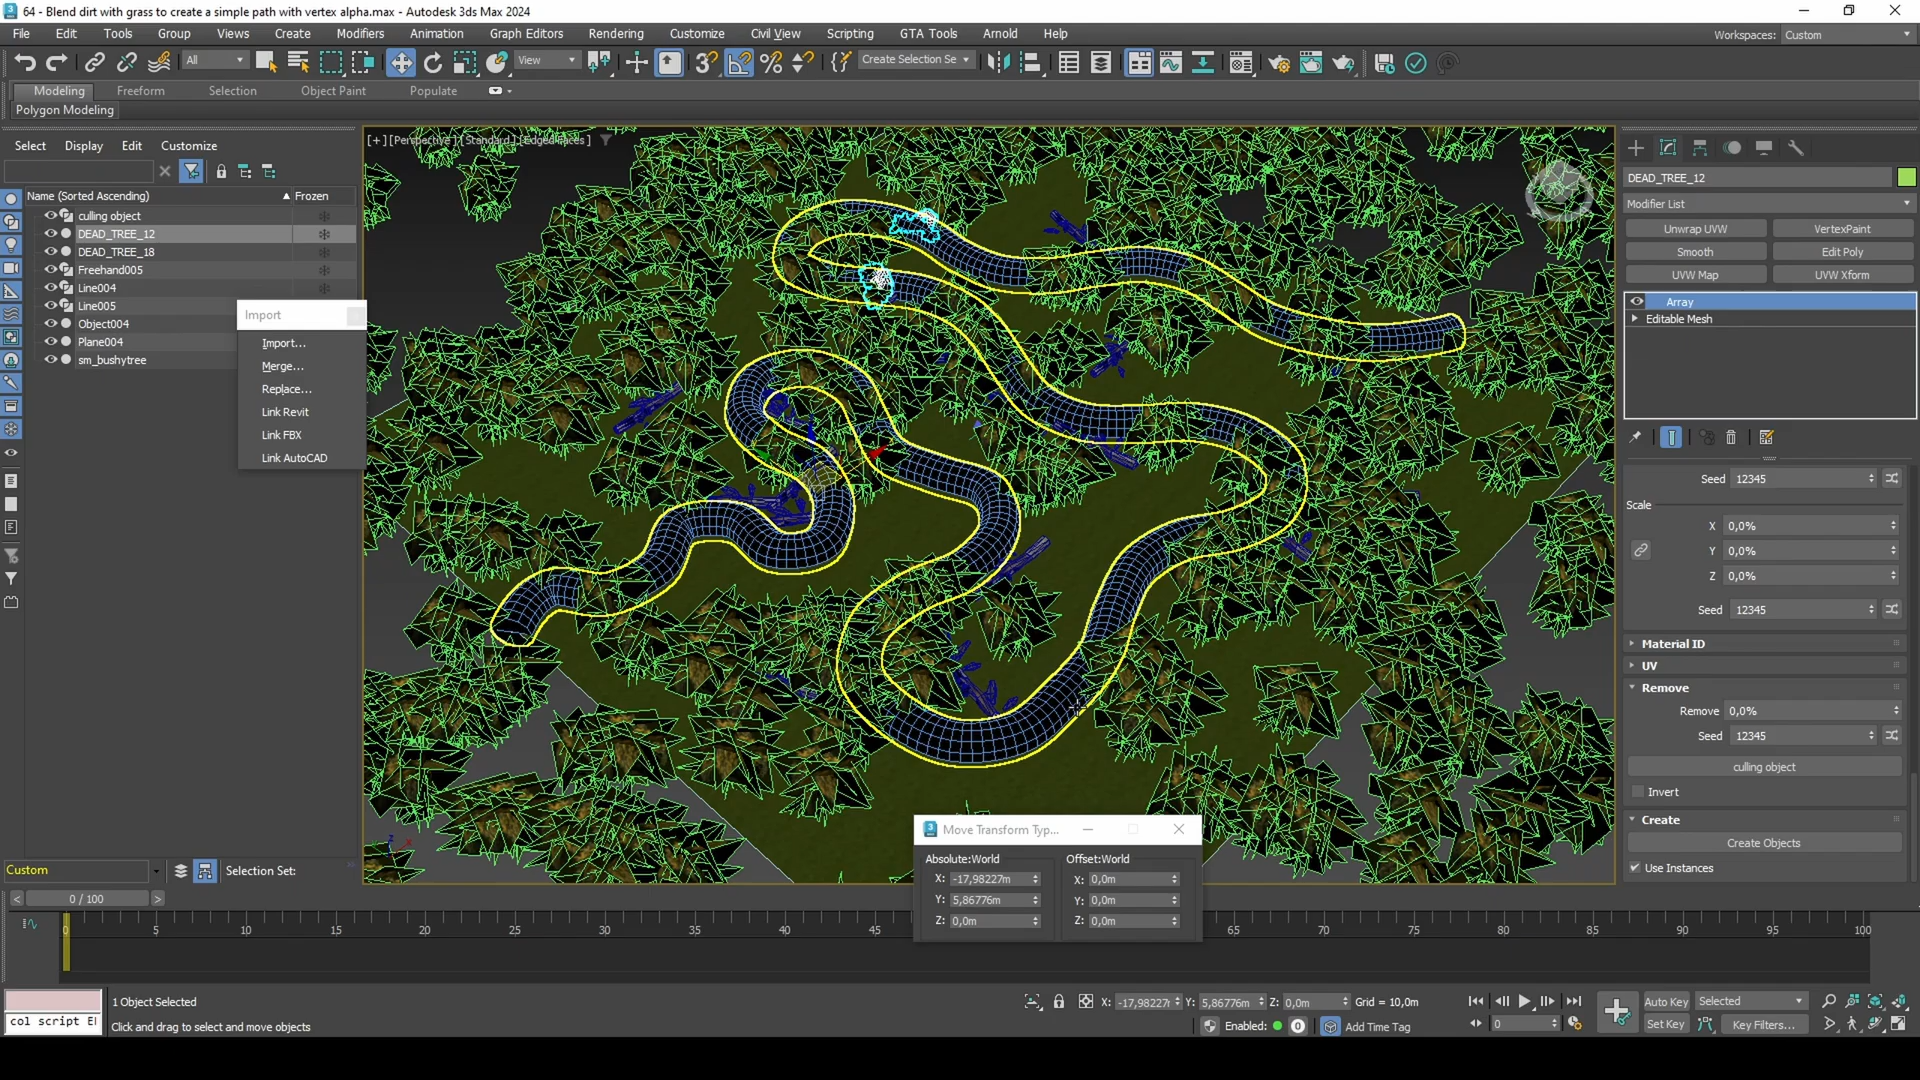 64 - Blend dirt with grass to create a simple path with vertex alpha.max - Autodesk 3ds Max 2024
File Edit Tools Group Views Create Modifiers Animation Graph Editors Rendering Customize Civil View Scripting GTA Tools Arnold Help
Workspaces: Custom
All View Create Selection Se
Modeling Freeform Selection Object Paint Populate
Polygon Modeling
Select Display Edit Customize
Name (Sorted Ascending) Frozen
culling object
DEAD_TREE_12
DEAD_TREE_18
Freehand005
Line004
Line005
Object004
Plane004
sm_bushytree
Import
Import...
Merge...
Replace...
Link Revit
Link FBX
Link AutoCAD
[+] [Perspective] [Standard] [Edged Faces]
DEAD_TREE_12
Modifier List
Unwrap UVW VertexPaint
Smooth Edit Poly
UVW Map UVW Xform
Array
Editable Mesh
Seed 12345
Scale
X 0,0%
Y 0,0%
Z 0,0%
Seed 12345
Material ID
UV
Remove
Remove 0,0%
Seed 12345
culling object
Invert
Create
Create Objects
Use Instances
Move Transform Typ...
Absolute:World Offset:World
X: -17,98227m X: 0,0m
Y: 5,86776m Y: 0,0m
Z: 0,0m Z: 0,0m
Custom Selection Set:
< 0 / 100 >
0 5 10 15 20 25 30 35 40 45 65 70 75 80 85 90 95 100
col script
1 Object Selected
Click and drag to select and move objects
X: -17,9822 Y: 5,86776m Z: 0,0m Grid = 10,0m
Enabled: 0 Add Time Tag
0
Auto Key Selected
Set Key Key Filters...